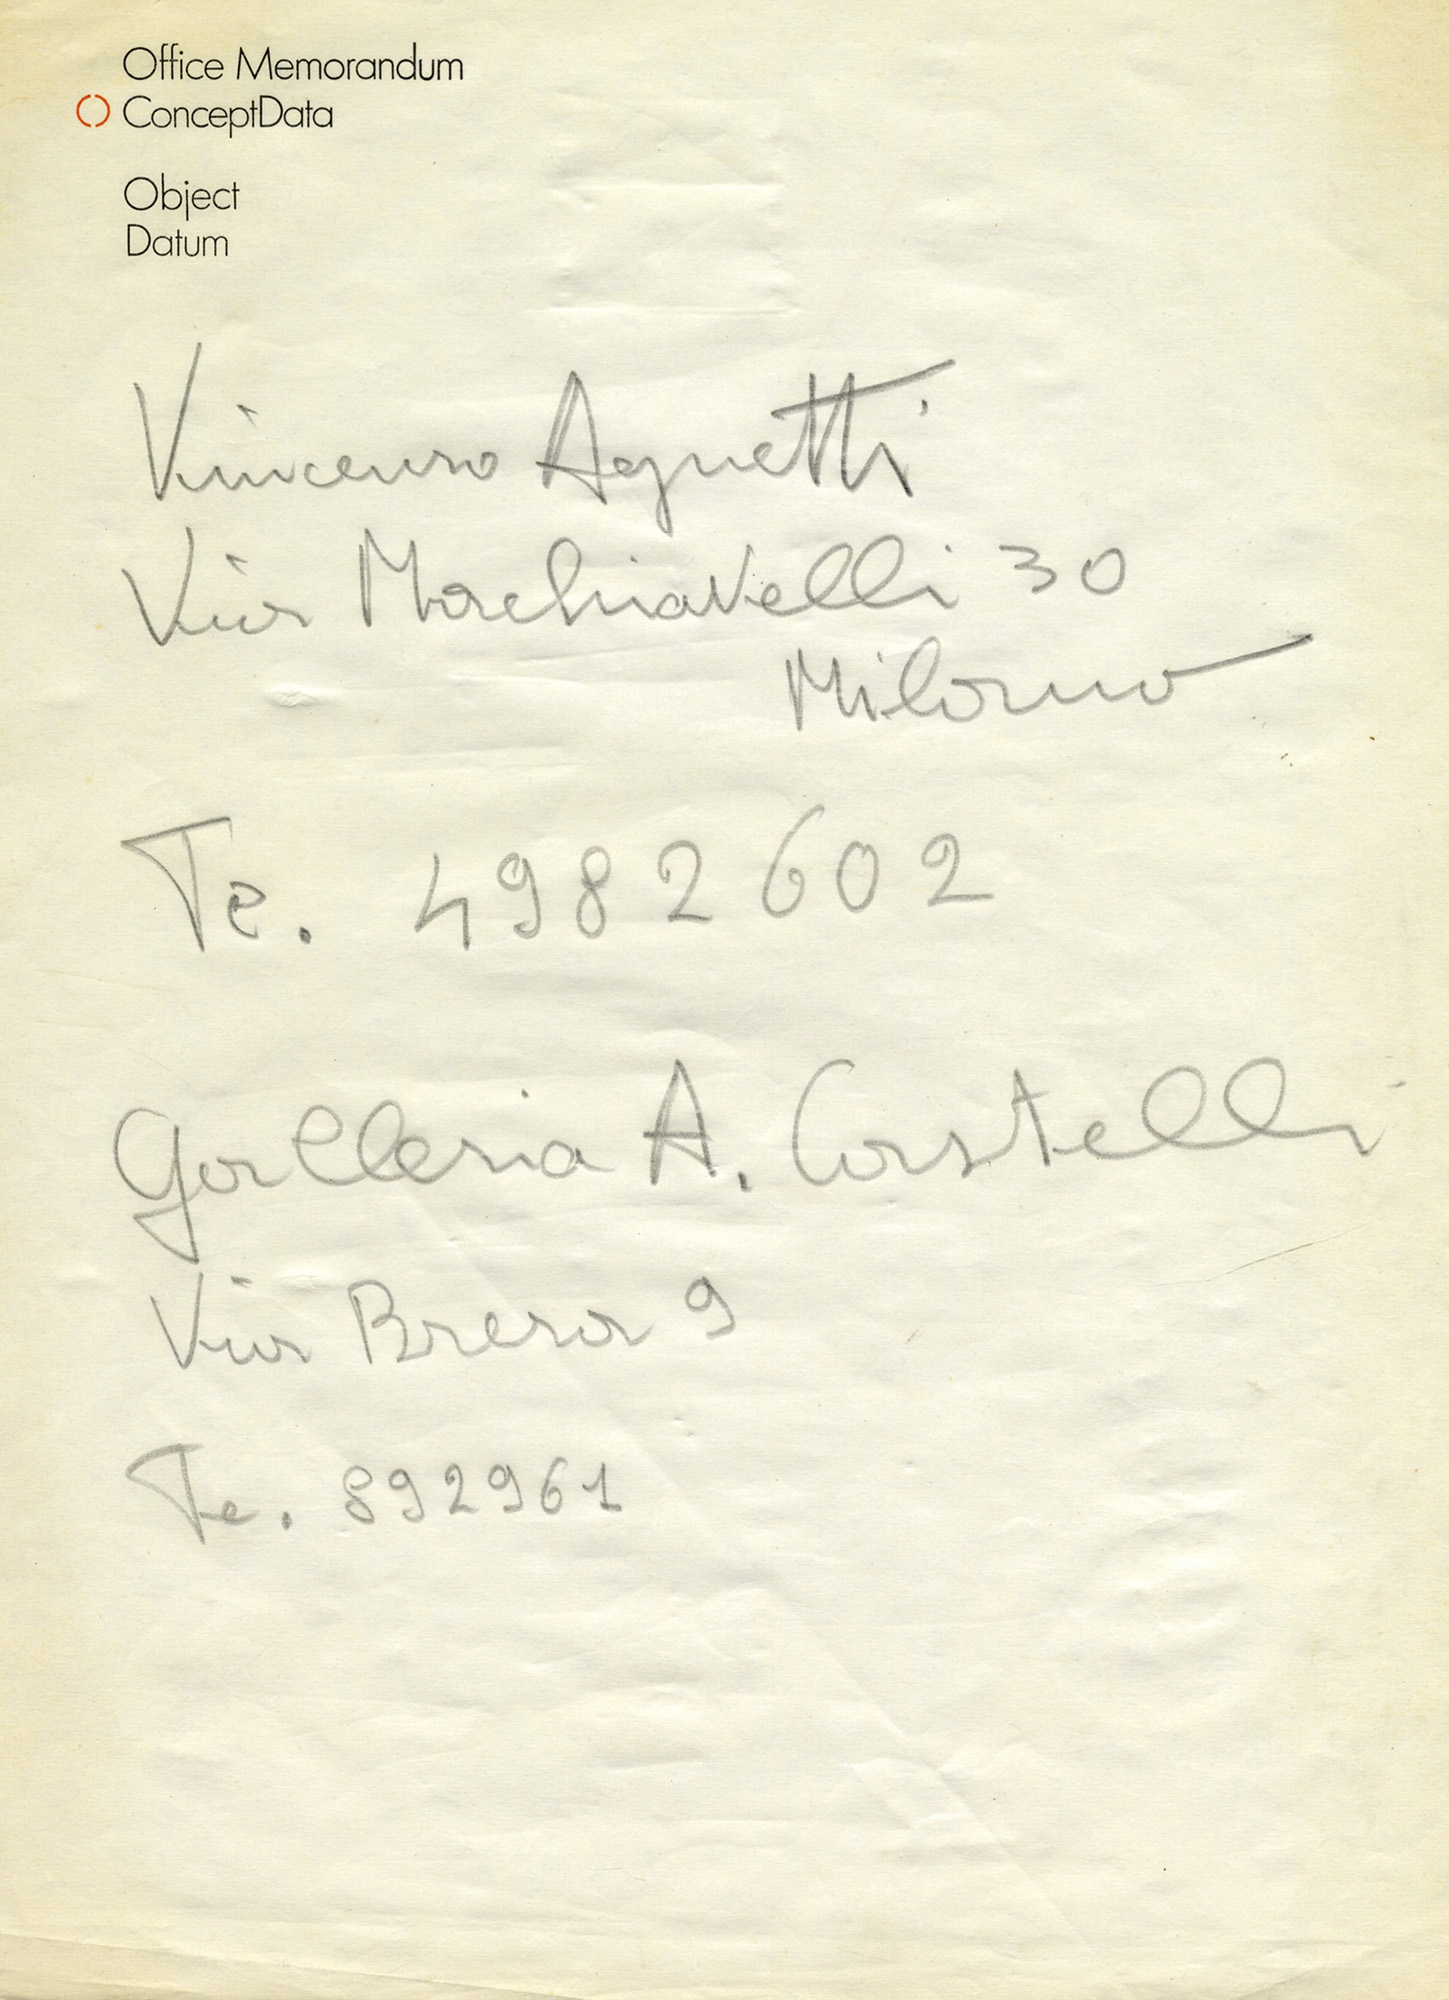 Office Memorandum
ConceptData
Object
Datum
Vincenzo Agnetti
Via Machiavelli 30
Milano
Te. 4982602
Galleria A. Castelli
Via Brera 9
Te. 892961